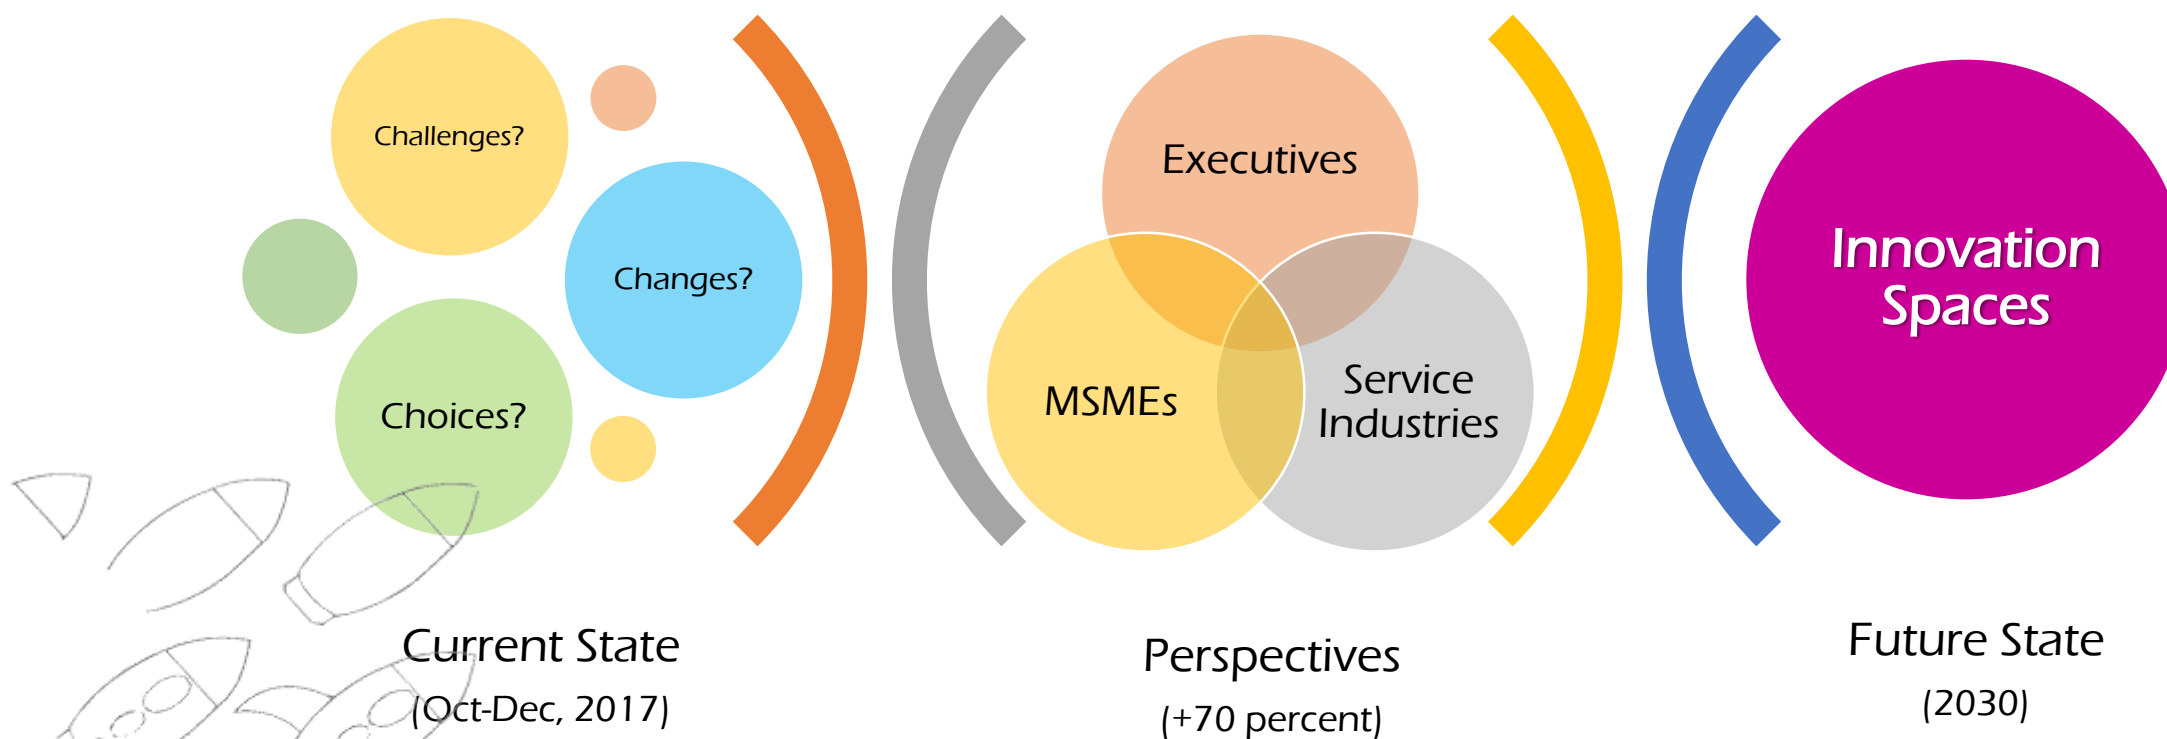 Challenges?
Changes?
Choices?
Current State
(Oct-Dec, 2017)
Executives
MSMEs
Service
Industries
Perspectives
(+70 percent)
Innovation
Spaces
Future State
(2030)